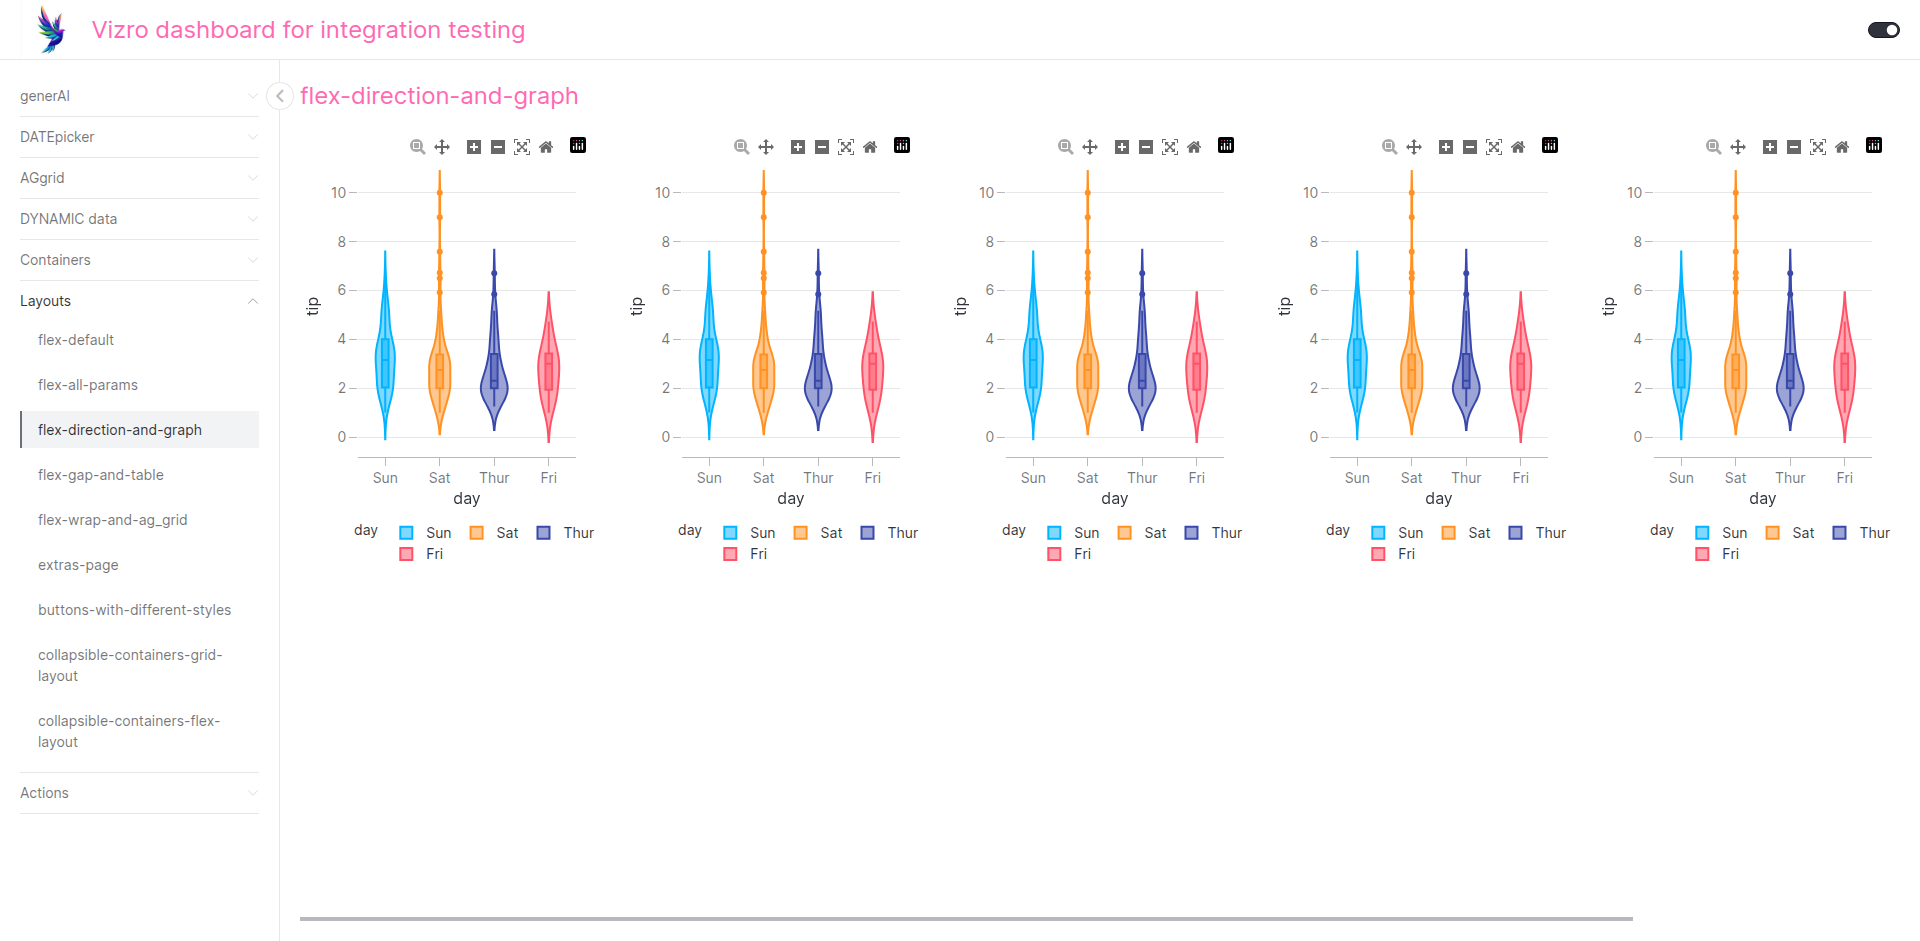 Vizro dashboard for integration testing
generAI
DATEpicker
AGgrid
DYNAMIC data
Containers
Layouts
flex-default
flex-all-params
flex-direction-and-graph
flex-gap-and-table
flex-wrap-and-ag_grid
extras-page
buttons-with-different-styles
collapsible-containers-grid-
layout
collapsible-containers-flex-
layout
Actions
flex-direction-and-graph
10
8
6
4
2
0
tip
Sun Sat Thur Fri
day
day Sun Sat Thur
Fri
10
8
6
4
2
0
tip
Sun Sat Thur Fri
day
day Sun Sat Thur
Fri
10
8
6
4
2
0
tip
Sun Sat Thur Fri
day
day Sun Sat Thur
Fri
10
8
6
4
2
0
tip
Sun Sat Thur Fri
day
day Sun Sat Thur
Fri
10
8
6
4
2
0
tip
Sun Sat Thur Fri
day
day Sun Sat Thur
Fri